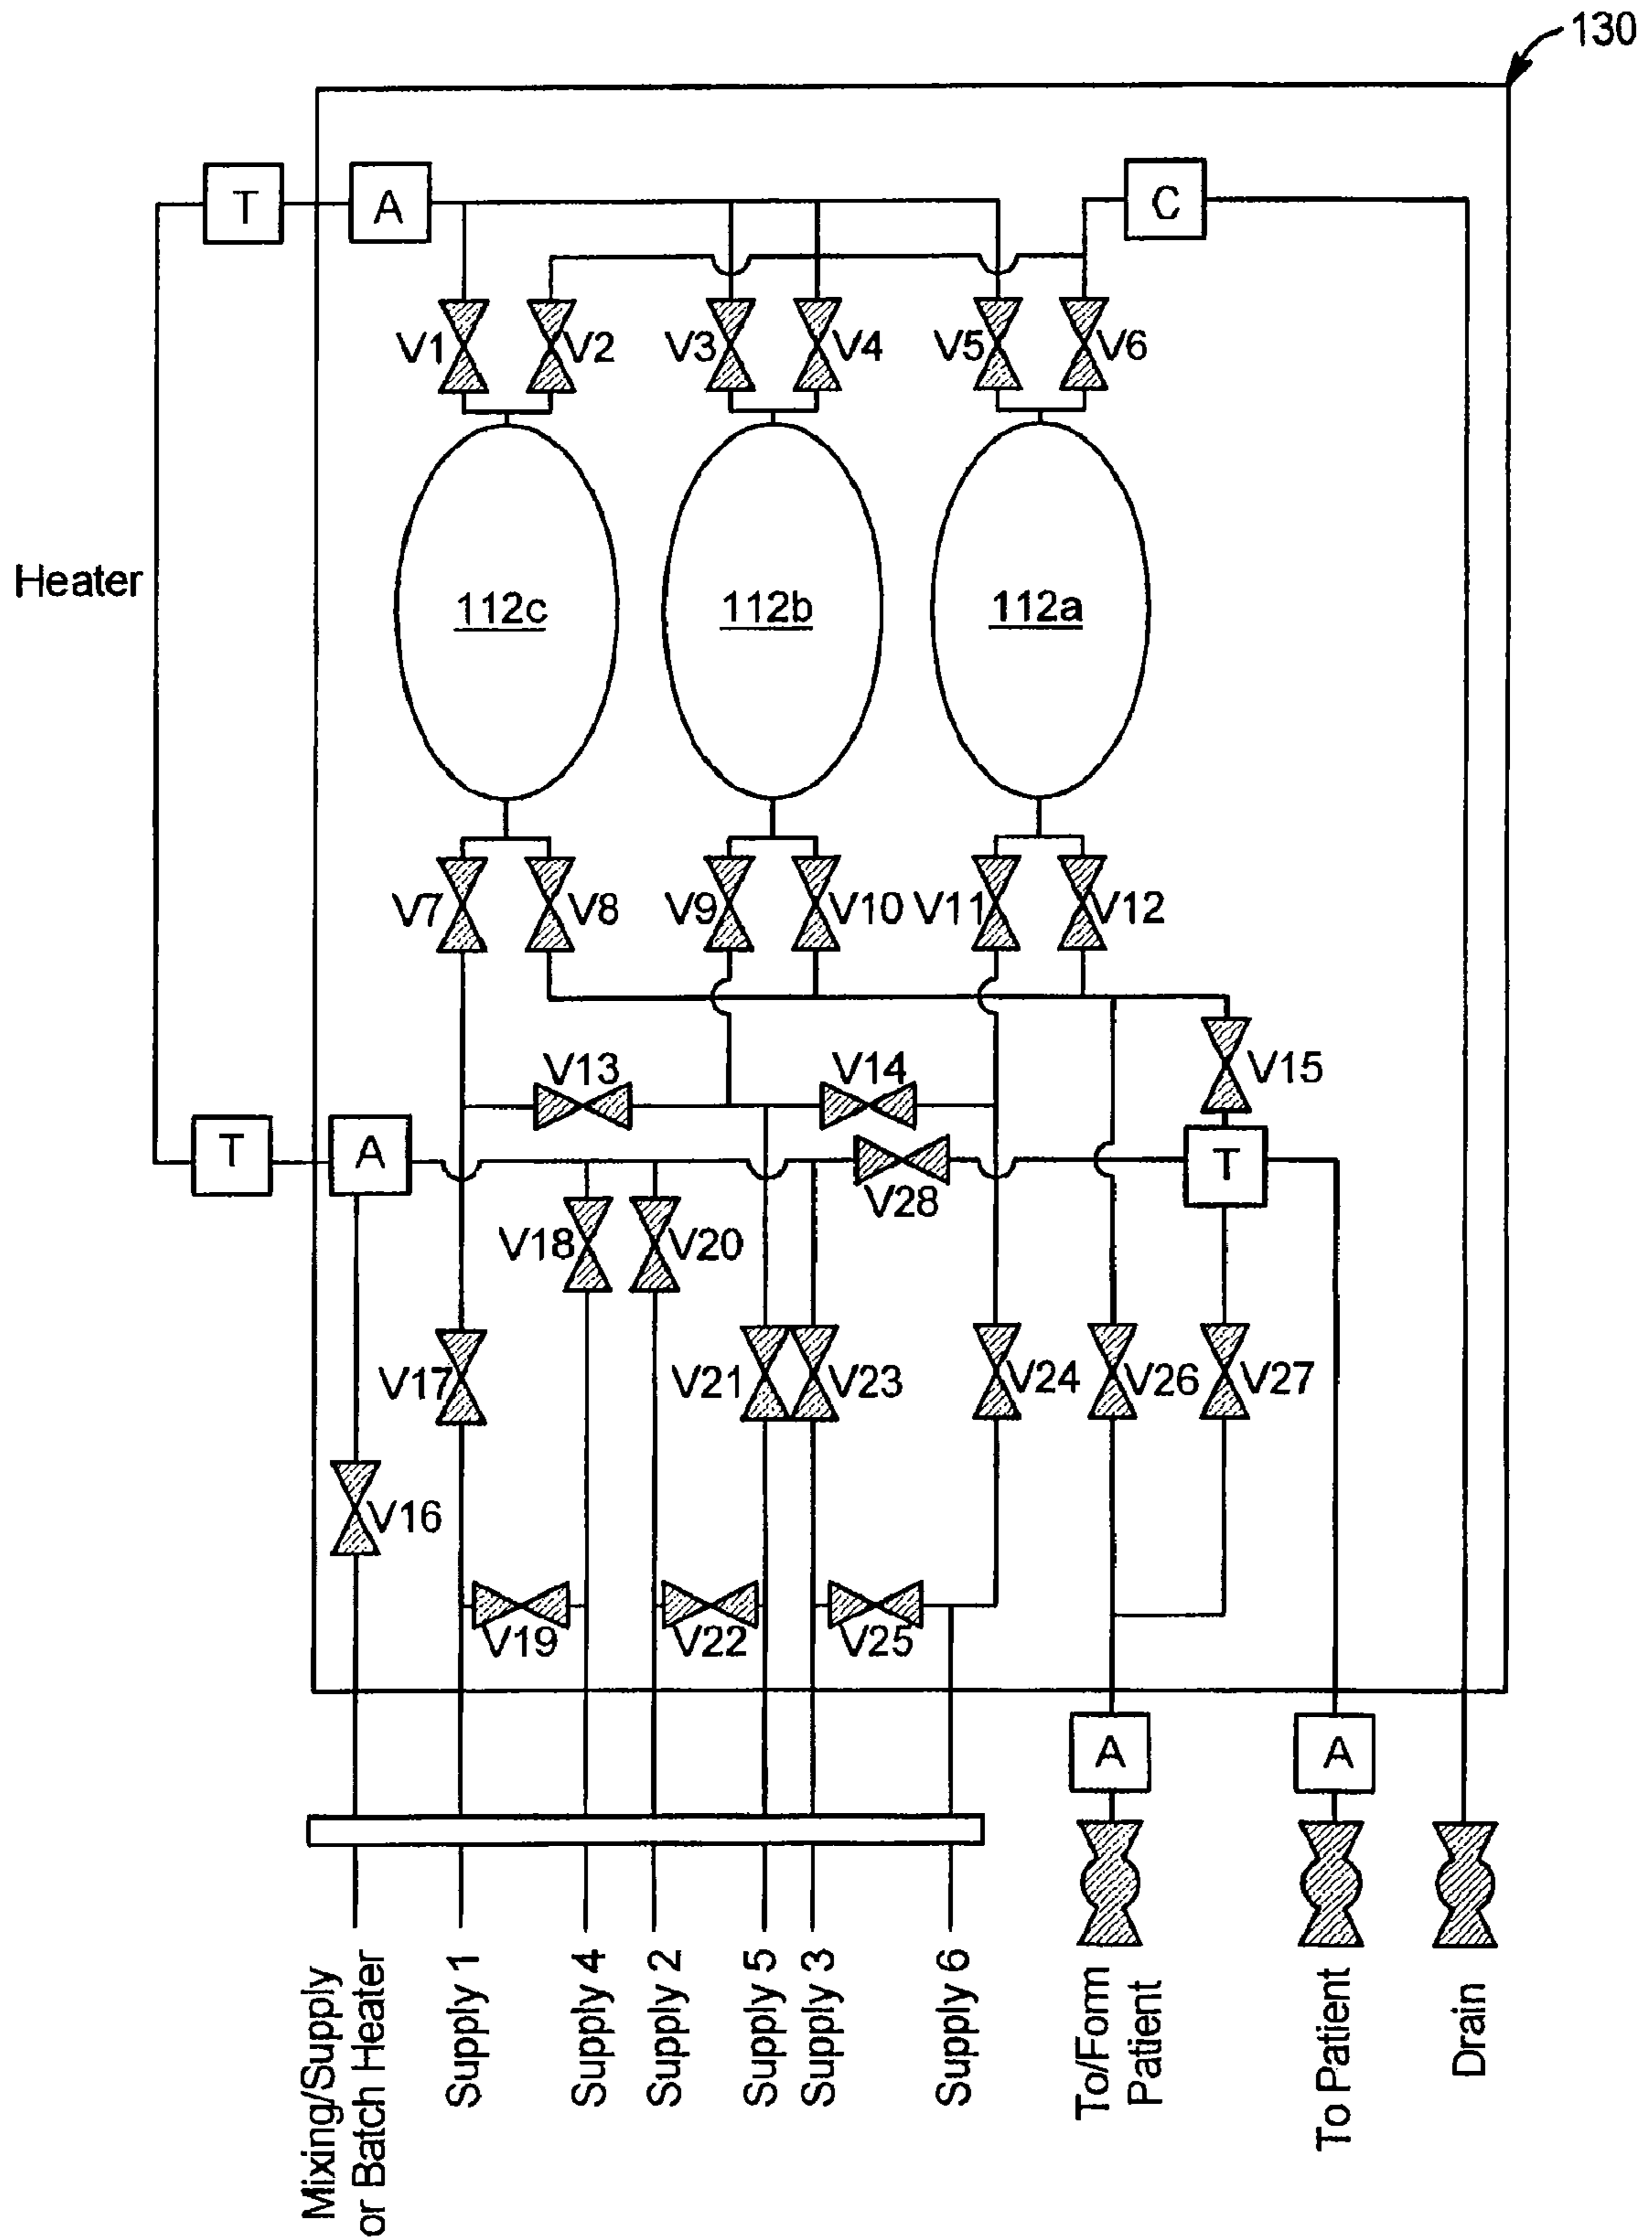 130
T
A
C
V1
V2
V3
V4
V5
V6
Heater
112c
112b
112a
V7
V8
V9
V10
V11
V12
V13
V14
V15
T
A
V28
T
V18
V20
V17
V21
V23
V24
V26
V27
V16
V19
V22
V25
A
A
Mixing/Supply
or Batch Heater
Supply 1
Supply 4
Supply 2
Supply 5
Supply 3
Supply 6
To/Form
Patient
To Patient
Drain